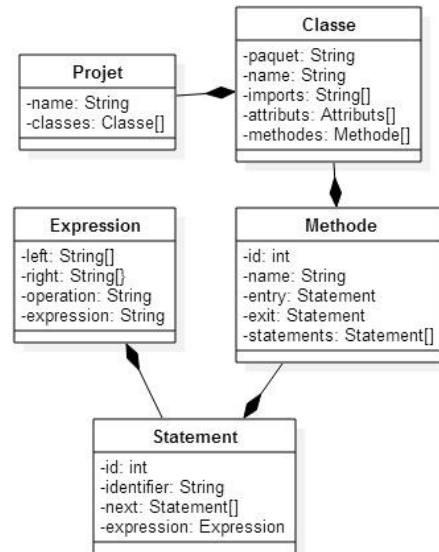 Classe
-paquet: String
-name: String
-imports: String[]
-attributs: Attributs[]
-methodes: Methode[]
Projet
-name: String
-classes: Classe[]
Expression
-left: String[]
-right: String[}
-operation: String
-expression: String
Methode
-id: int
-name: String
-entry: Statement
-exit: Statement
-statements: Statement[]
Statement
-id: int
-identifier: String
-next: Statement[]
-expression: Expression